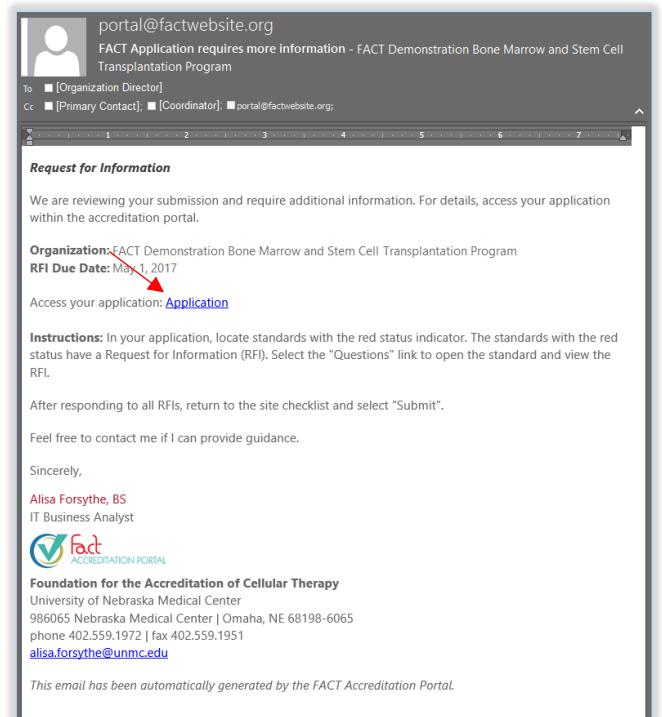 portal@factwebsite.org
FACT Application requires more information - FACT Demonstration Bone Marrow and Stem Cell
Transplantation Program
To [Organization Director]
Cc [Primary Contact]; [Coordinator]; portal@factwebsite.org;
1 2 3 4 5 6 7
Request for Information
We are reviewing your submission and require additional information. For details, access your application
within the accreditation portal.
Organization: FACT Demonstration Bone Marrow and Stem Cell Transplantation Program
RFI Due Date: May 1, 2017
Access your application: Application
Instructions: In your application, locate standards with the red status indicator. The standards with the red
status have a Request for Information (RFI). Select the "Questions" link to open the standard and view the
RFI.
After responding to all RFIs, return to the site checklist and select "Submit".
Feel free to contact me if I can provide guidance.
Sincerely,
Alisa Forsythe, BS
IT Business Analyst
fact
ACCREDITATION PORTAL
Foundation for the Accreditation of Cellular Therapy
University of Nebraska Medical Center
986065 Nebraska Medical Center | Omaha, NE 68198-6065
phone 402.559.1972 | fax 402.559.1951
alisa.forsythe@unmc.edu
This email has been automatically generated by the FACT Accreditation Portal.